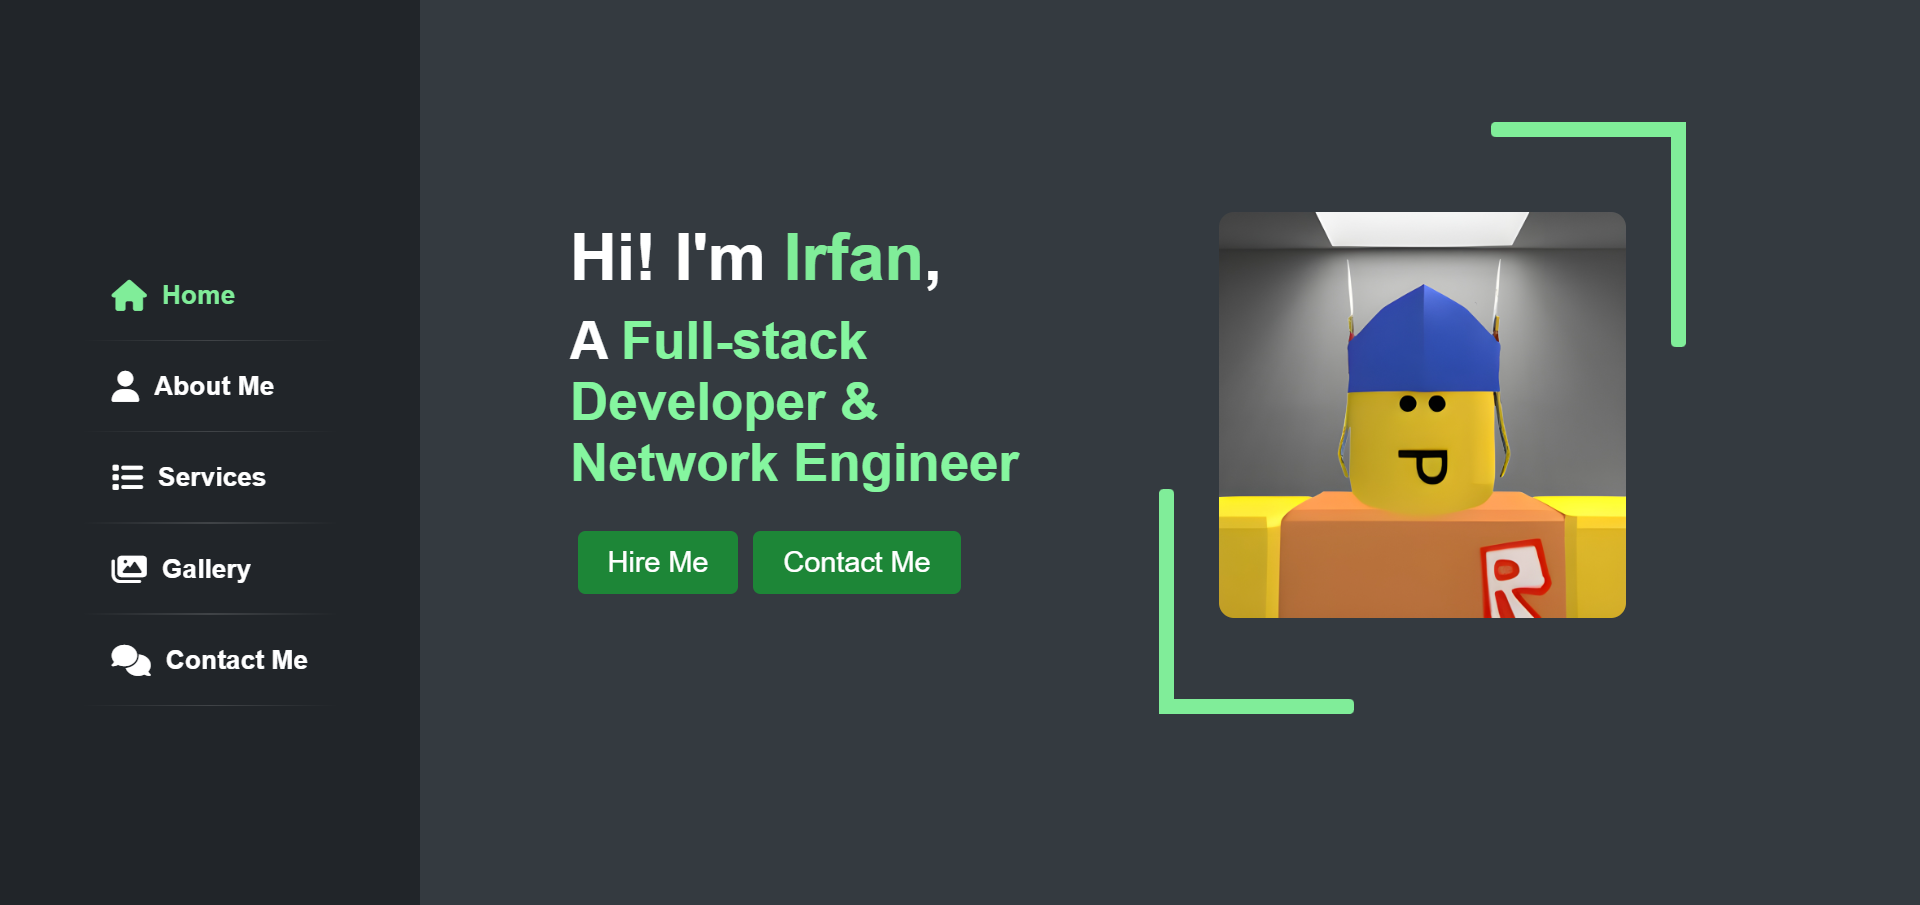 Home
About Me
Services
Gallery
Contact Me
Hi! I'm Irfan,
A Full-stack
Developer &
Network Engineer
Hire Me
Contact Me
R